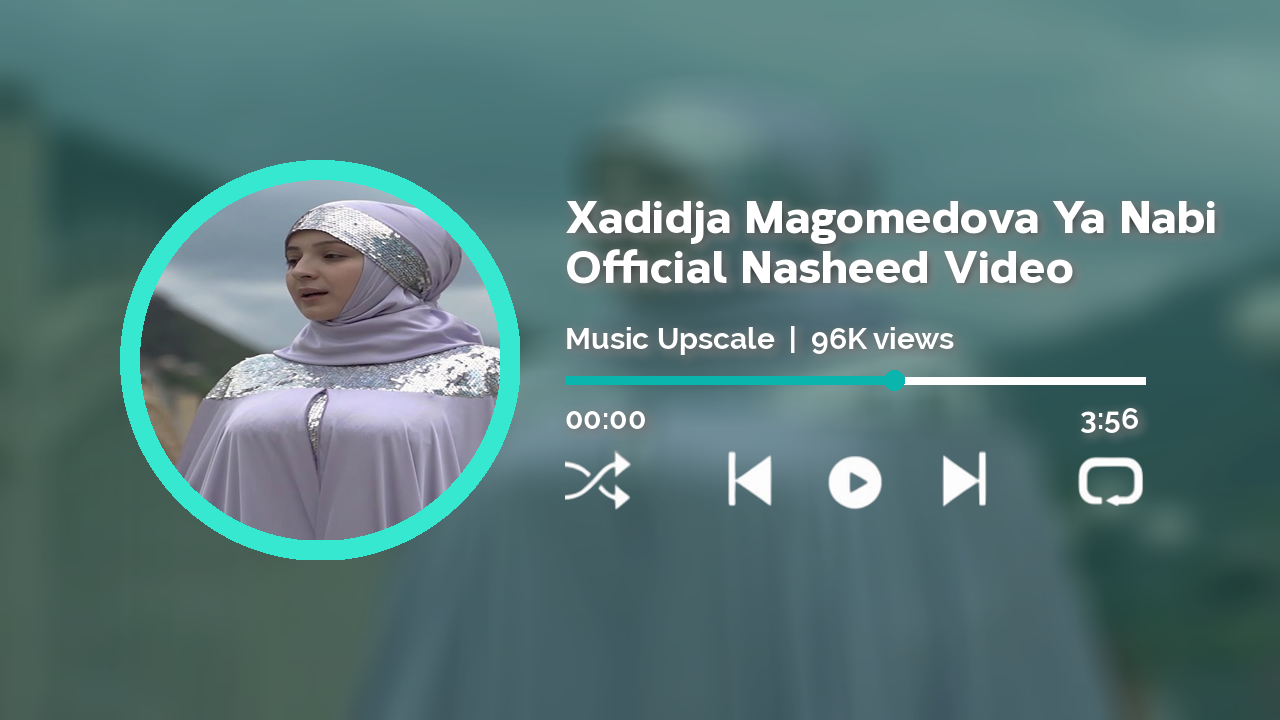 Xadidja Magomedova Ya Nabi
Official Nasheed Video
Music Upscale | 96K views
00:00 3:56